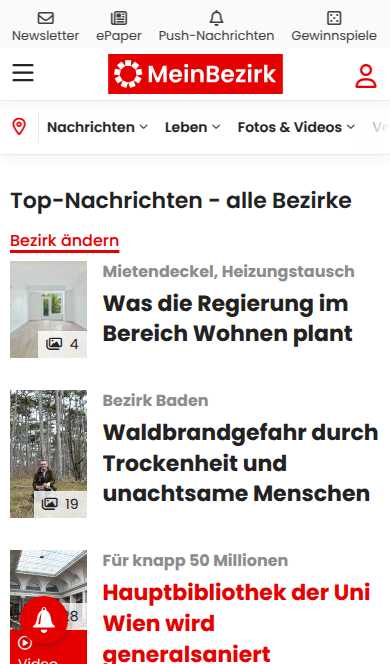 Newsletter ePaper Push-Nachrichten Gewinnspiele
MeinBezirk
Nachrichten Leben Fotos & Videos
Top-Nachrichten - alle Bezirke
Bezirk ändern
Mietendeckel, Heizungstausch
Was die Regierung im
Bereich Wohnen plant
4
Bezirk Baden
Waldbrandgefahr durch
Trockenheit und
unachtsame Menschen
19
Für knapp 50 Millionen
Hauptbibliothek der Uni
Wien wird
generalsaniert
8
Video